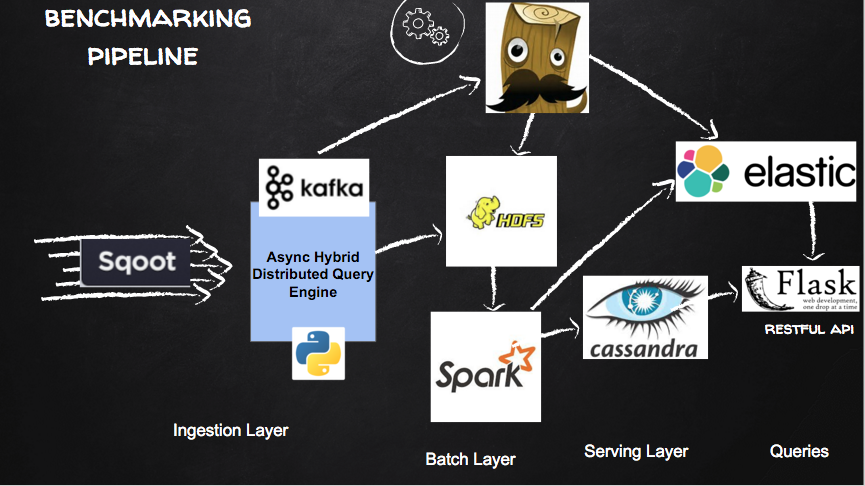 BENCHMARKING
PIPELINE
kafka
elastic
HDFS
Sqoot
Async Hybrid
Distributed Query
Engine
Flask
web development,
one drop at a time
RESTFUL API
cassandra
Spark
Ingestion Layer
Batch Layer
Serving Layer
Queries